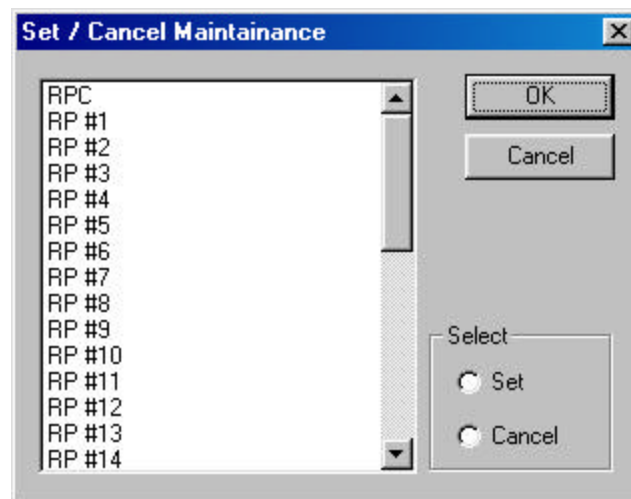 Set / Cancel Maintainance
RPC
RP #1
RP #2
RP #3
RP #4
RP #5
RP #6
RP #7
RP #8
RP #9
RP #10
RP #11
RP #12
RP #13
RP #14
OK
Cancel
Select
Set
Cancel